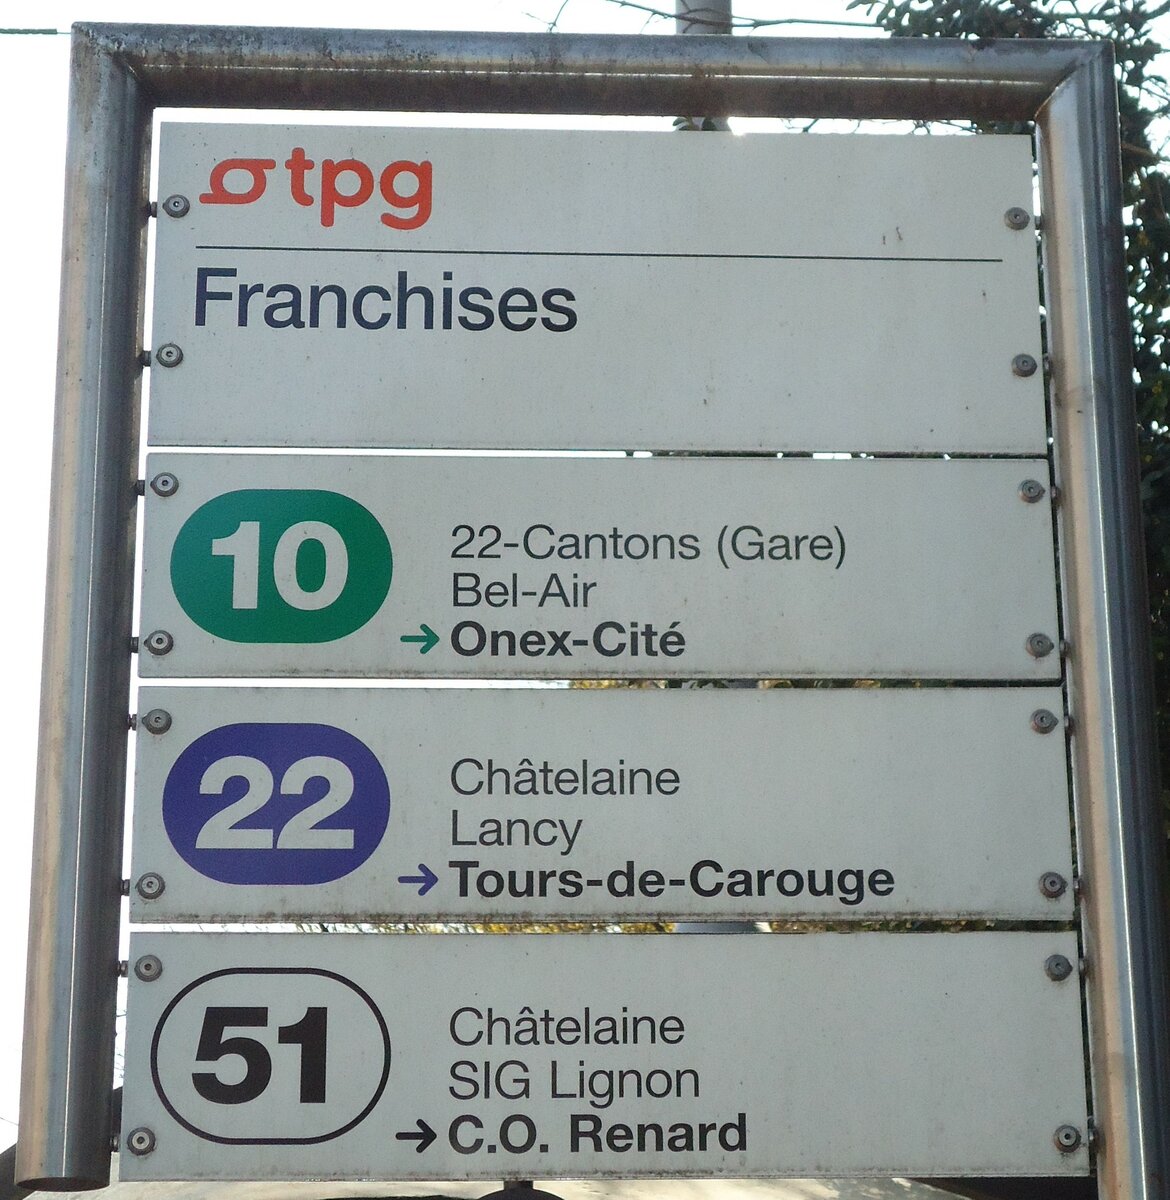 tpg
Franchises
10
22-Cantons (Gare)
Bel-Air
→ Onex-Cité
22
Châtelaine
Lancy
→ Tours-de-Carouge
51
Châtelaine
SIG Lignon
→ C.O. Renard